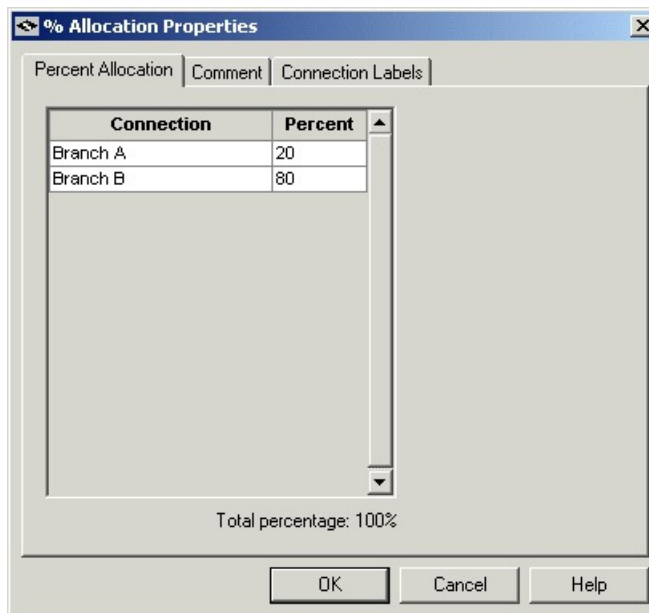 % Allocation Properties
Percent Allocation Comment Connection Labels
Connection Percent
Branch A 20
Branch B 80
Total percentage: 100%
OK Cancel Help